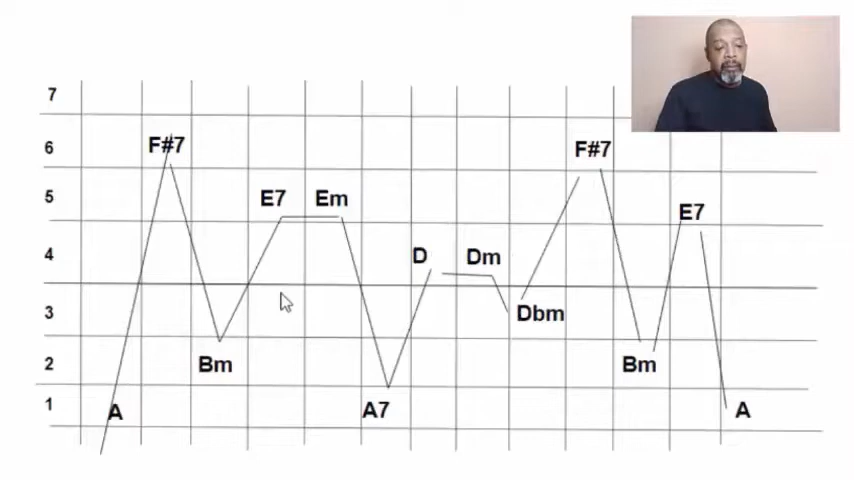 7
6 F#7 F#7
5 E7 Em E7
4 D Dm
3 Dbm
2 Bm Bm
1 A A7 A